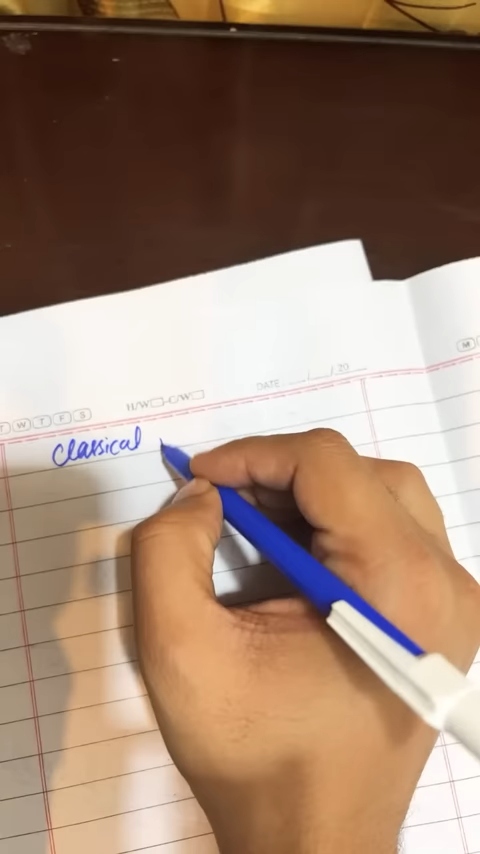 M
T W T F S H/W☐-C/W☐ DATE ....../....../20......
Classical